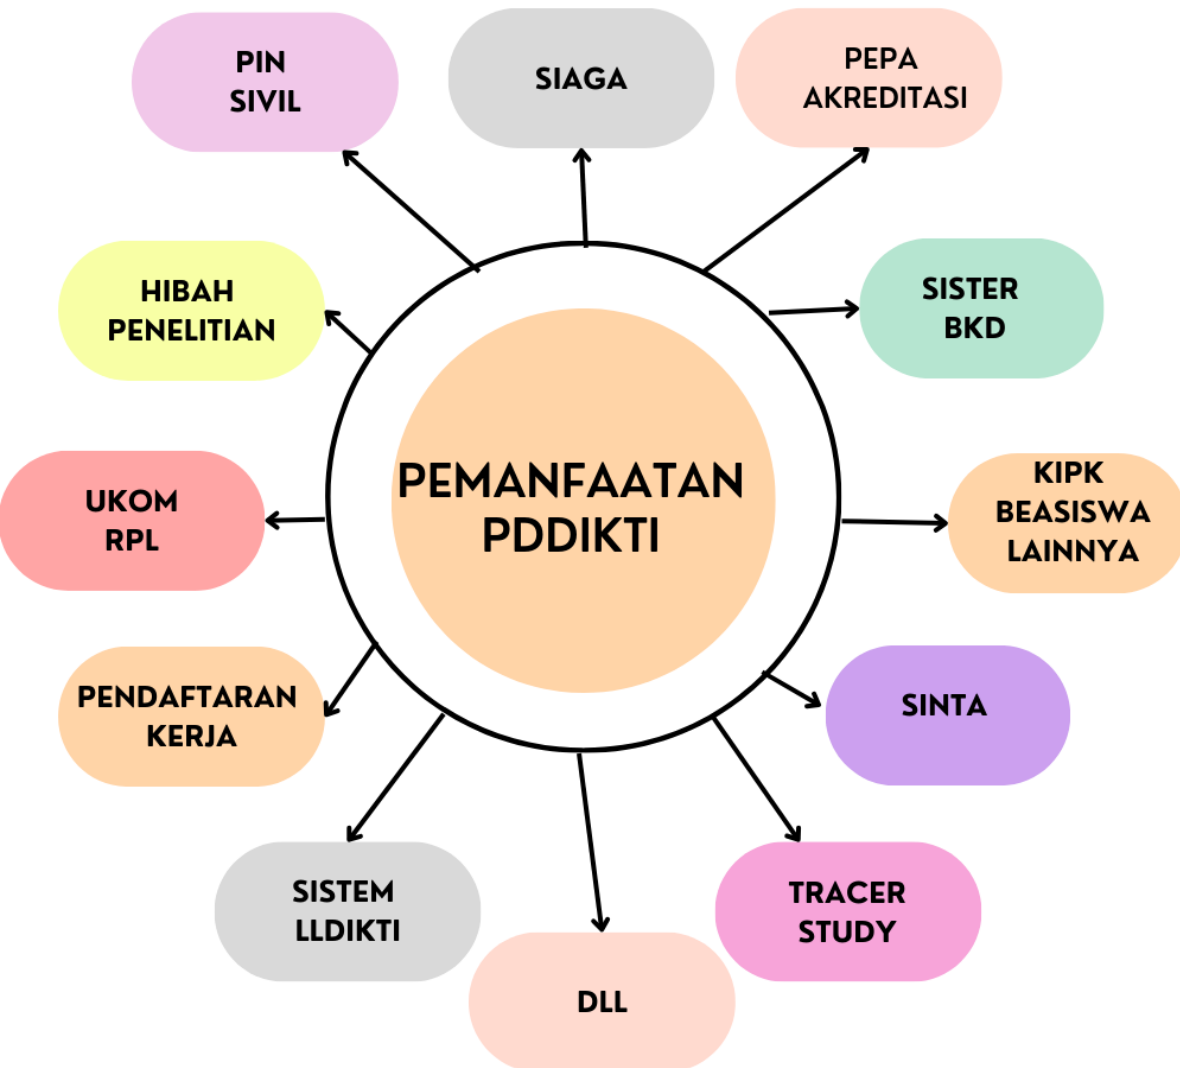 PIN
SIVIL
SIAGA
PEPA
AKREDITASI
HIBAH
PENELITIAN
SISTER
BKD
PEMANFAATAN
PDDIKTI
UKOM
RPL
KIPK
BEASISWA
LAINNYA
PENDAFTARAN
KERJA
SINTA
SISTEM
LLDIKTI
TRACER
STUDY
DLL